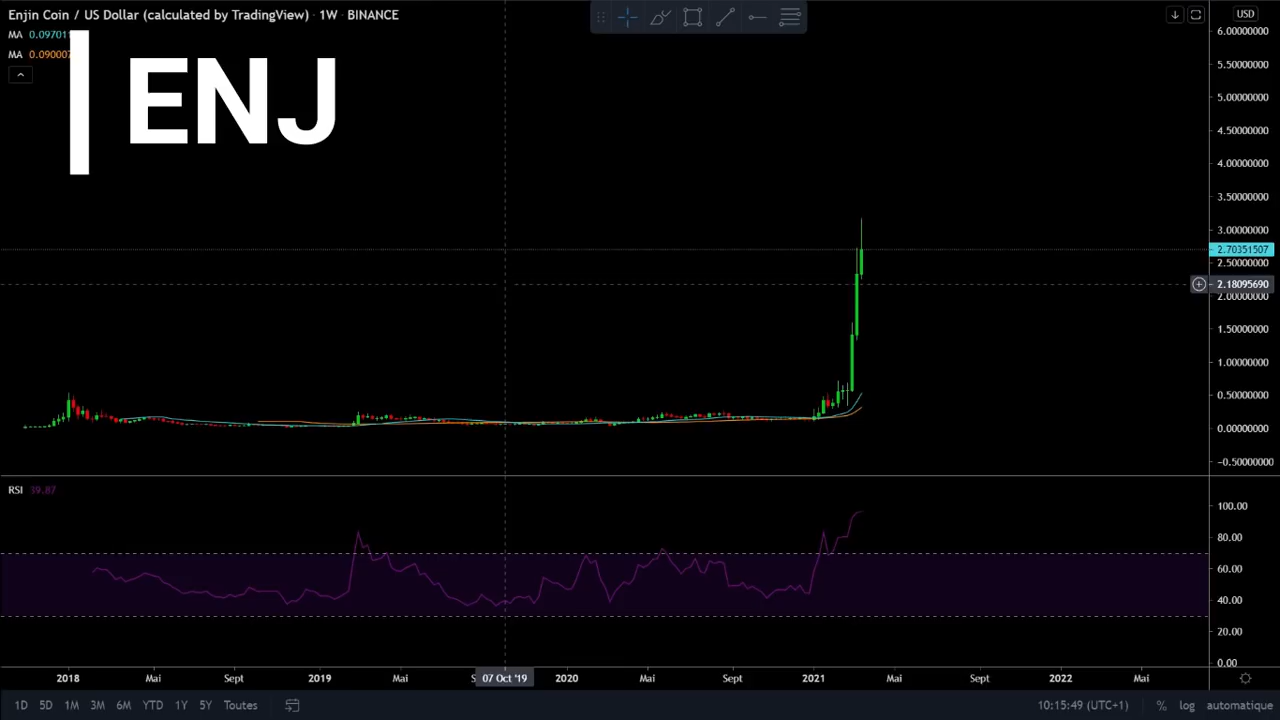 Enjin Coin / US Dollar (calculated by TradingView) · 1W · BINANCE
USD
MA 0.09701
MA 0.09000
ENJ
6.00000000
5.50000000
5.00000000
4.50000000
4.00000000
3.50000000
3.00000000
2.70351507
2.50000000
2.18095690
2.00000000
1.50000000
1.00000000
0.50000000
0.00000000
−0.50000000
RSI 39.87
100.00
80.00
60.00
40.00
20.00
0.00
2018 Mai Sept 2019 Mai 07 Oct '19 2020 Mai Sept 2021 Mai Sept 2022 Mai
1D 5D 1M 3M 6M YTD 1Y 5Y Toutes 10:15:49 (UTC+1) % log automatique